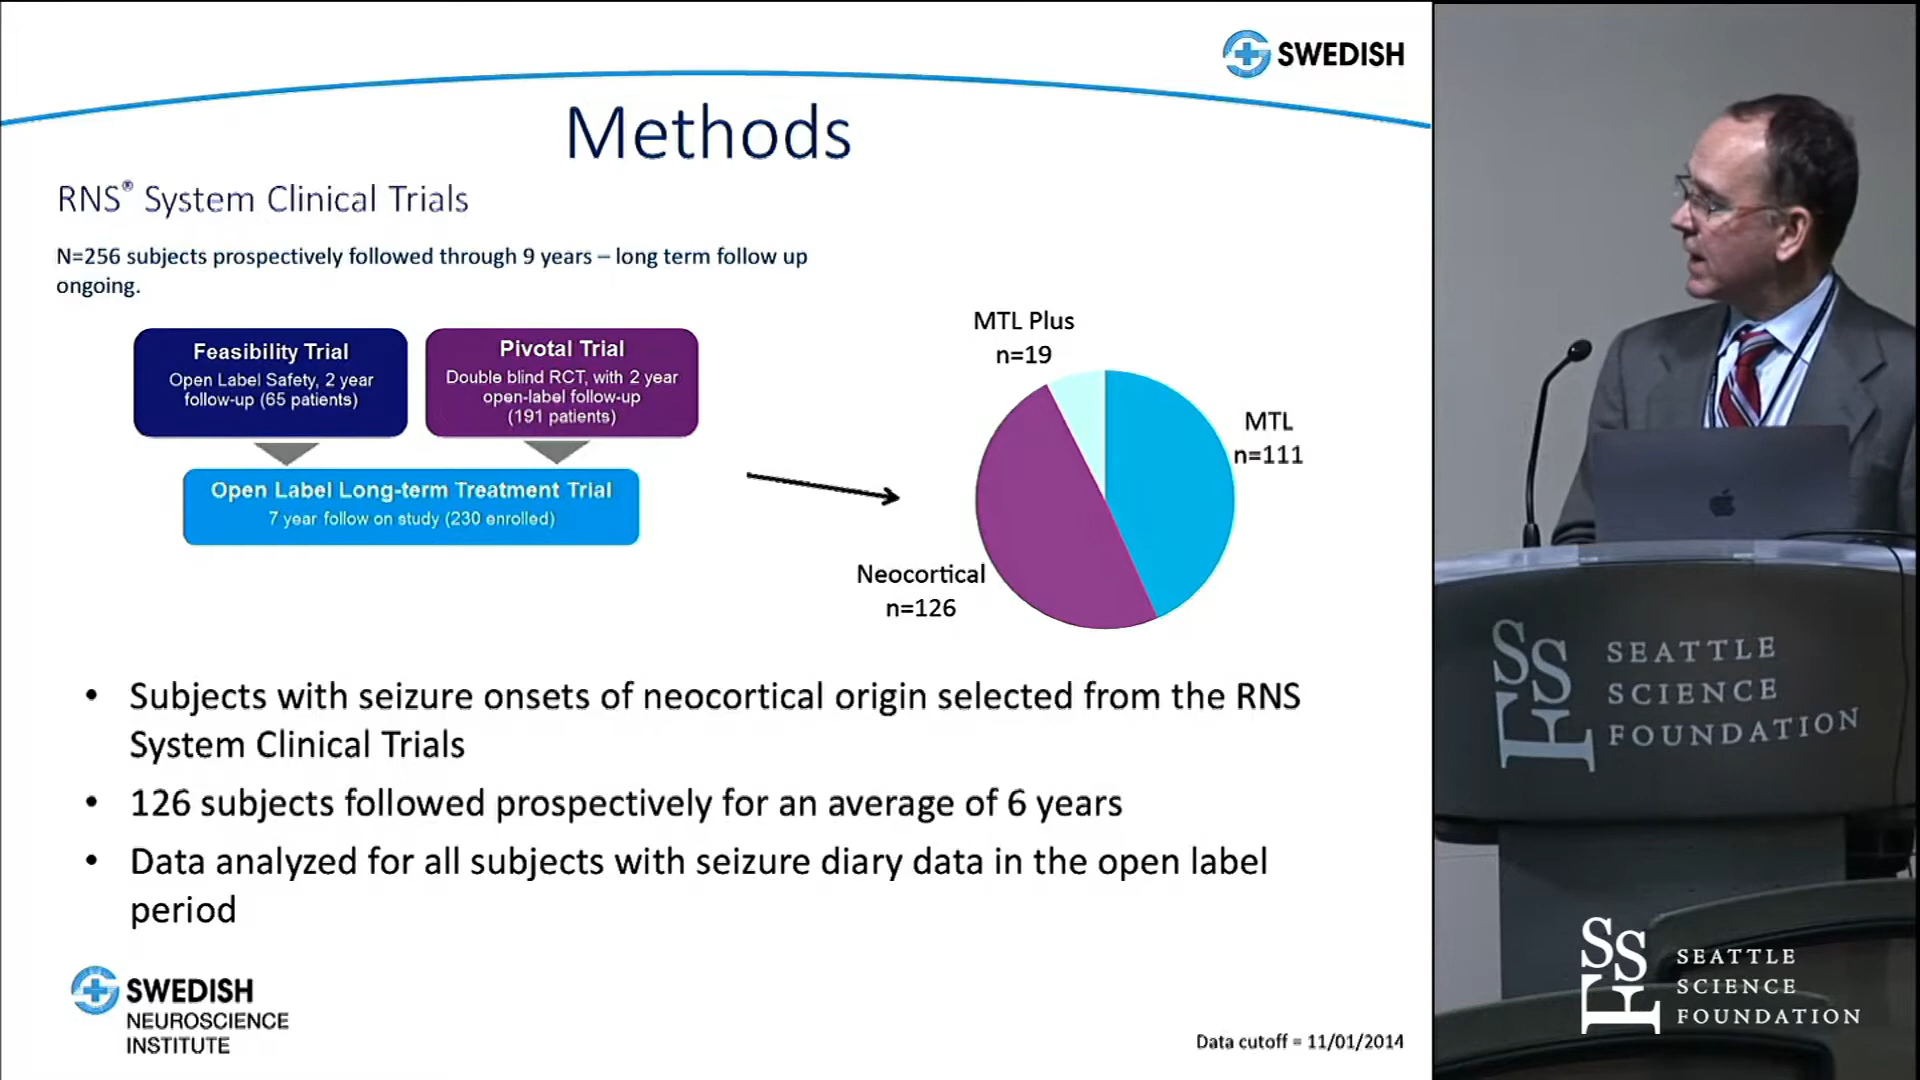 SWEDISH
Methods
RNS® System Clinical Trials
N=256 subjects prospectively followed through 9 years – long term follow up
ongoing.
Feasibility Trial
Open Label Safety, 2 year
follow-up (65 patients)
Pivotal Trial
Double blind RCT, with 2 year
open-label follow-up
(191 patients)
Open Label Long-term Treatment Trial
7 year follow on study (230 enrolled)
MTL Plus
n=19
MTL
n=111
Neocortical
n=126
• Subjects with seizure onsets of neocortical origin selected from the RNS
System Clinical Trials
• 126 subjects followed prospectively for an average of 6 years
• Data analyzed for all subjects with seizure diary data in the open label
period
SWEDISH
NEUROSCIENCE
INSTITUTE
Data cutoff = 11/01/2014
SSF
SEATTLE
SCIENCE
FOUNDATION
SSF
SEATTLE
SCIENCE
FOUNDATION